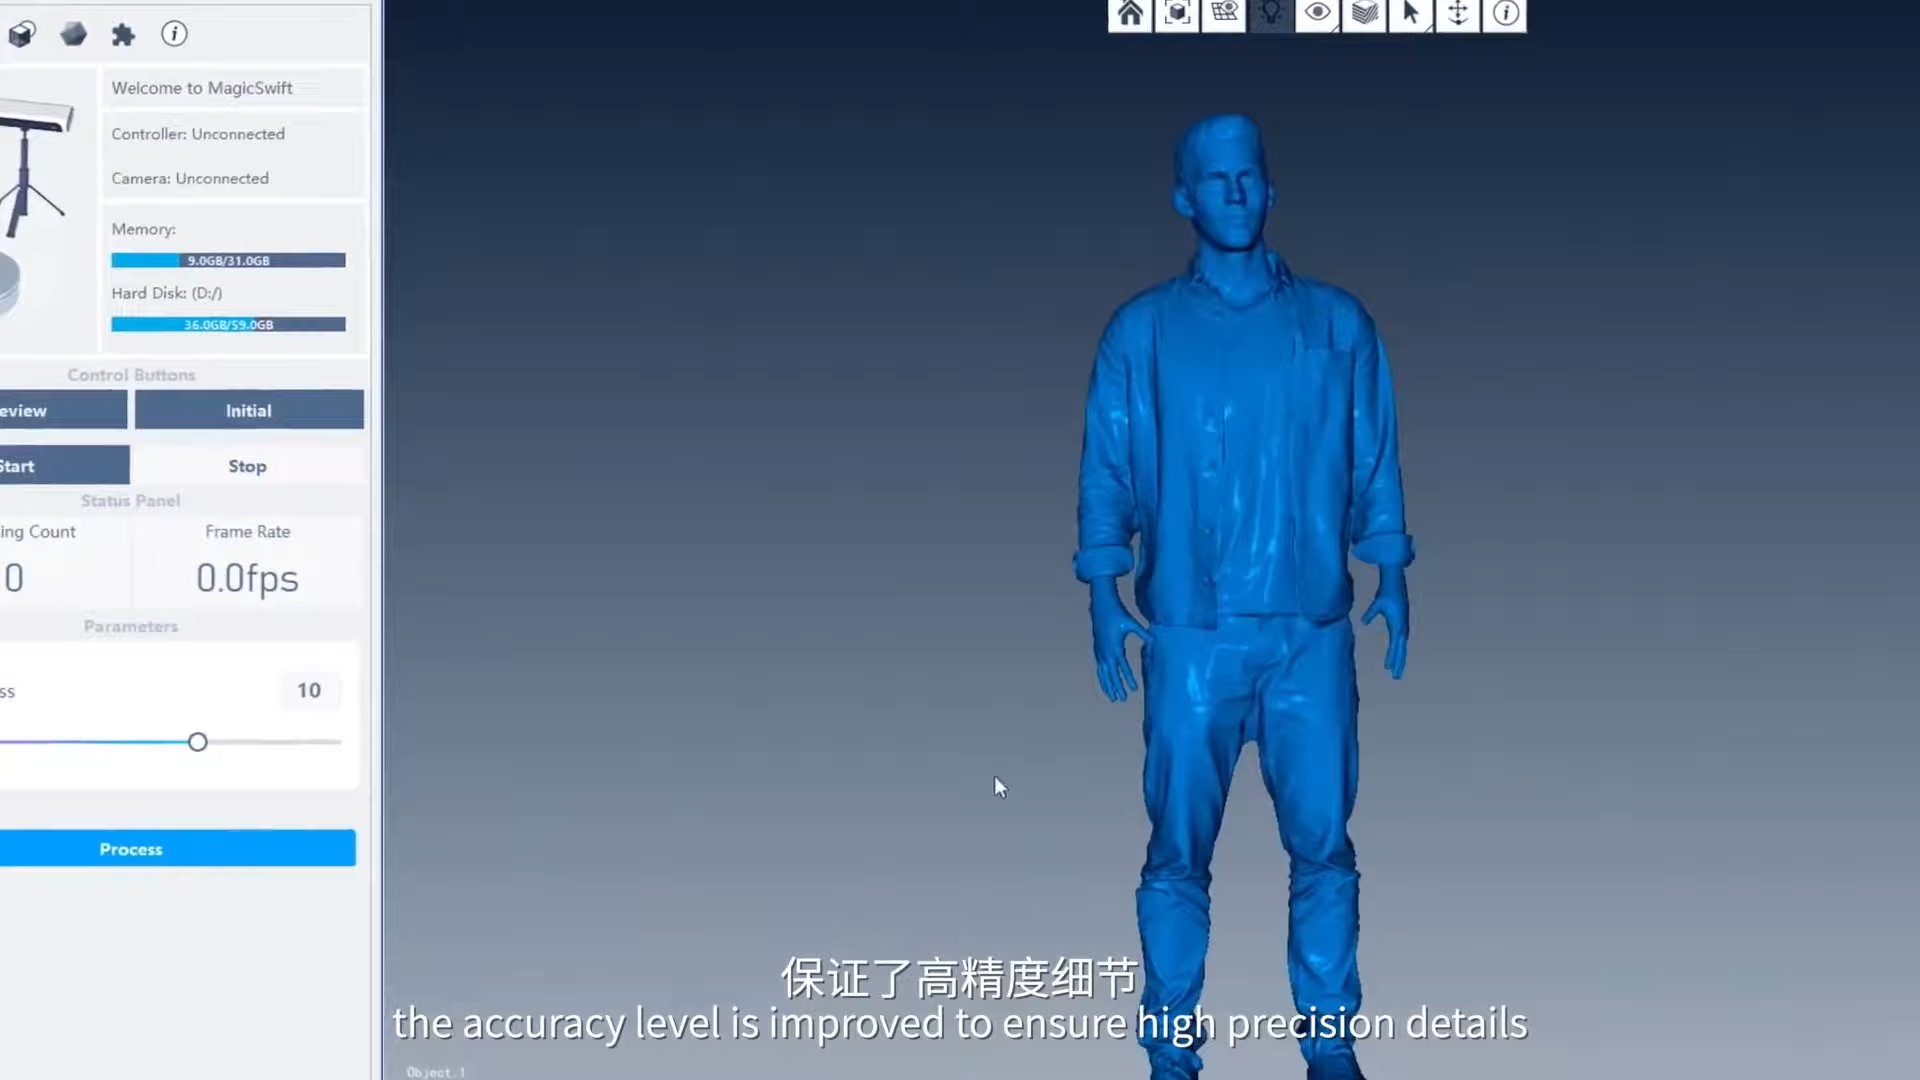 Welcome to MagicSwift
Controller: Unconnected
Camera: Unconnected
Memory:
9.0GB/31.0GB
Hard Disk: (D:/)
36.0GB/59.0GB
Control Buttons
eview
Initial
Start
Stop
Status Panel
ing Count
Frame Rate
0
0.0fps
Parameters
ss
10
Process
保证了高精度细节
the accuracy level is improved to ensure high precision details
Object.1